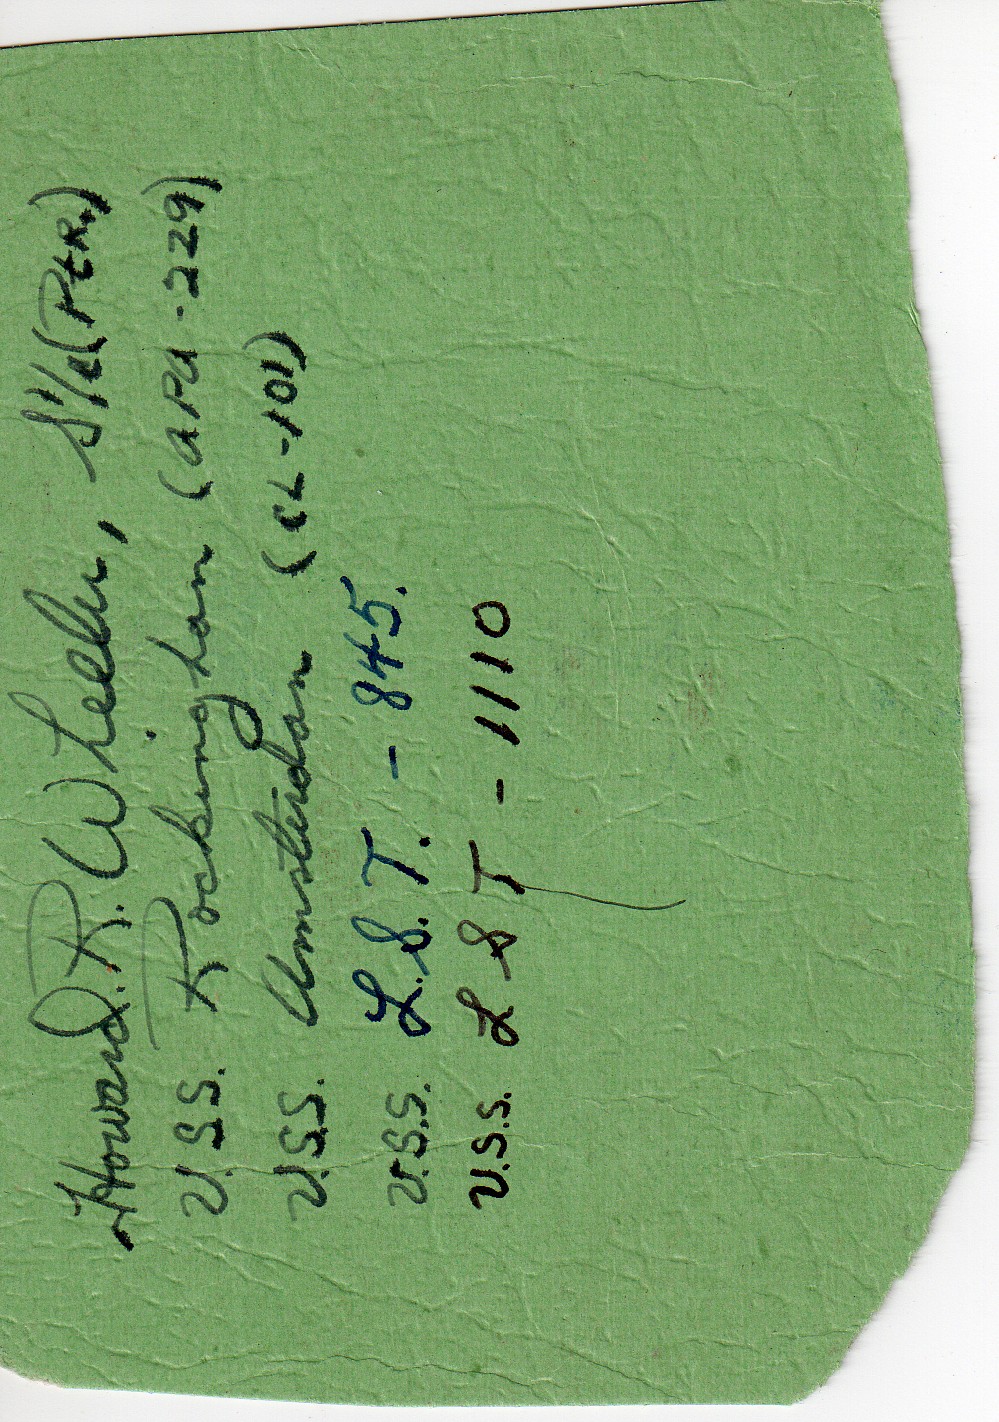 Howard. R. Wheeler, S1/c (PtR.)
U.S.S. Rockingham (APA-229)
U.S.S. Amsterdam (CL-101)
U.S.S. L.S.T. - 845.
U.S.S. LST - 1110